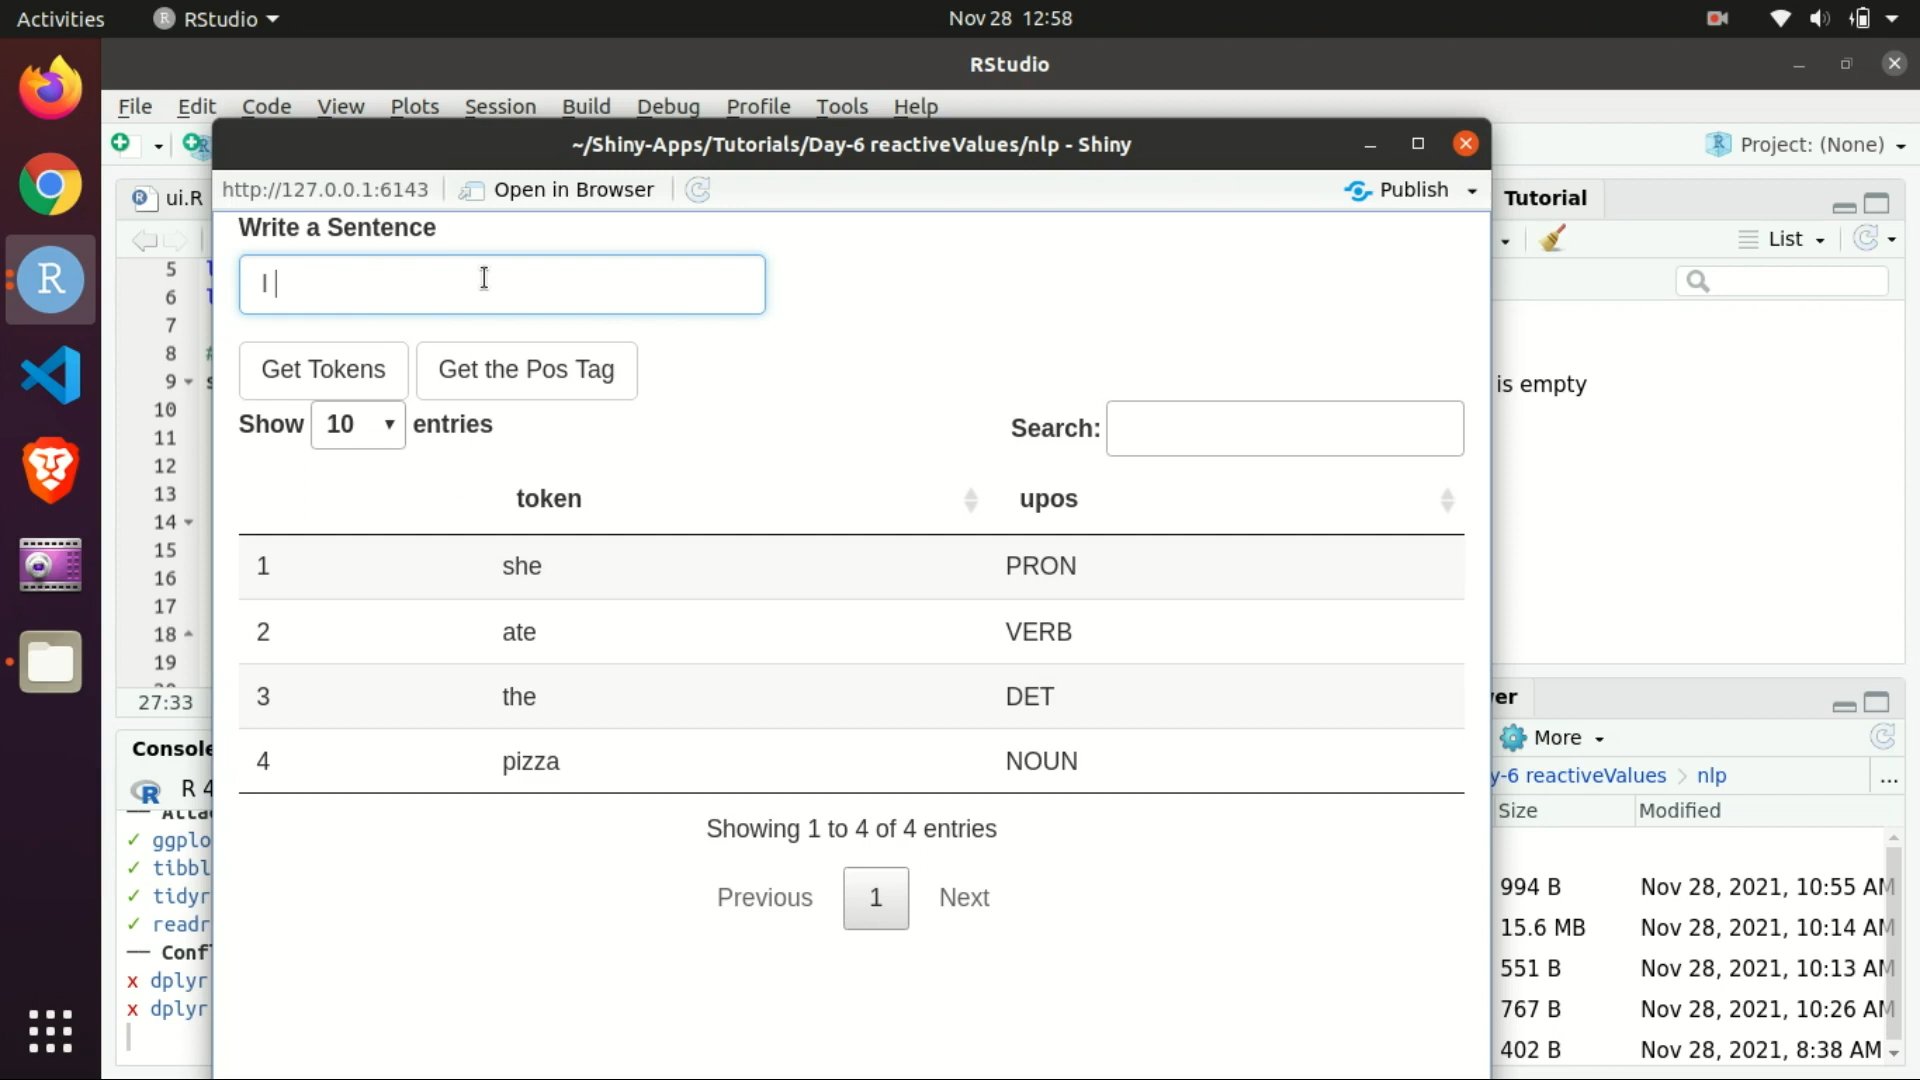 Activities RStudio Nov 28 12:58
RStudio
File Edit Code View Plots Session Build Debug Profile Tools Help
~/Shiny-Apps/Tutorials/Day-6 reactiveValues/nlp - Shiny
Project: (None)
http://127.0.0.1:6143 Open in Browser Publish
ui.R
Tutorial
Write a Sentence
List
I
5
6
7
8
9
10
11
12
13
14
15
16
17
18
19
27:33
is empty
Get Tokens Get the Pos Tag
Show 10 entries Search:
token upos
1 she PRON
2 ate VERB
3 the DET
4 pizza NOUN
Showing 1 to 4 of 4 entries
Previous 1 Next
Console
R 4
Atta
✓ ggplo
✓ tibbl
✓ tidyr
✓ readr
── Conf
x dplyr
x dplyr
er
More
y-6 reactiveValues nlp ...
Size Modified
994 B Nov 28, 2021, 10:55 AM
15.6 MB Nov 28, 2021, 10:14 AM
551 B Nov 28, 2021, 10:13 AM
767 B Nov 28, 2021, 10:26 AM
402 B Nov 28, 2021, 8:38 AM